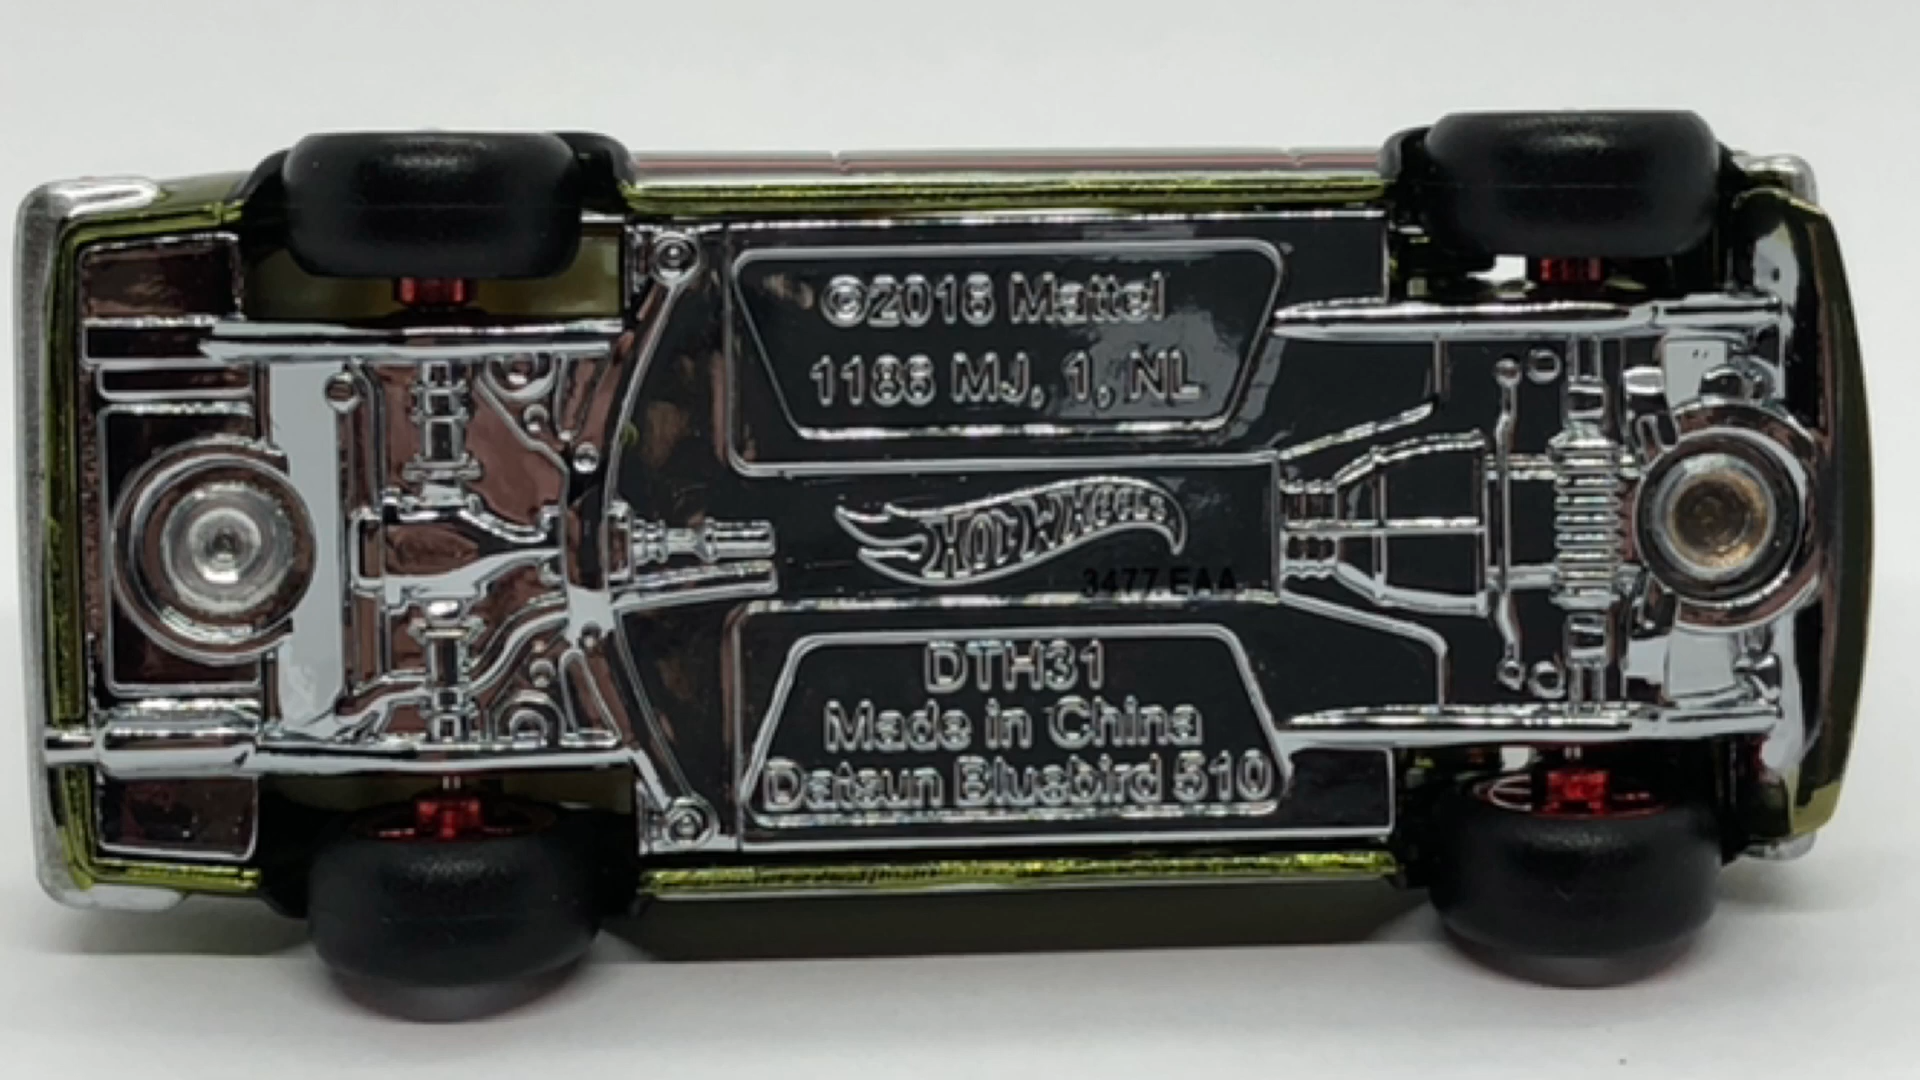 ©2016 Mattel
1186 MJ, 1, NL
HOT WHEELS
3477,EAA
DTH31
Made in China
Datsun Bluebird 510